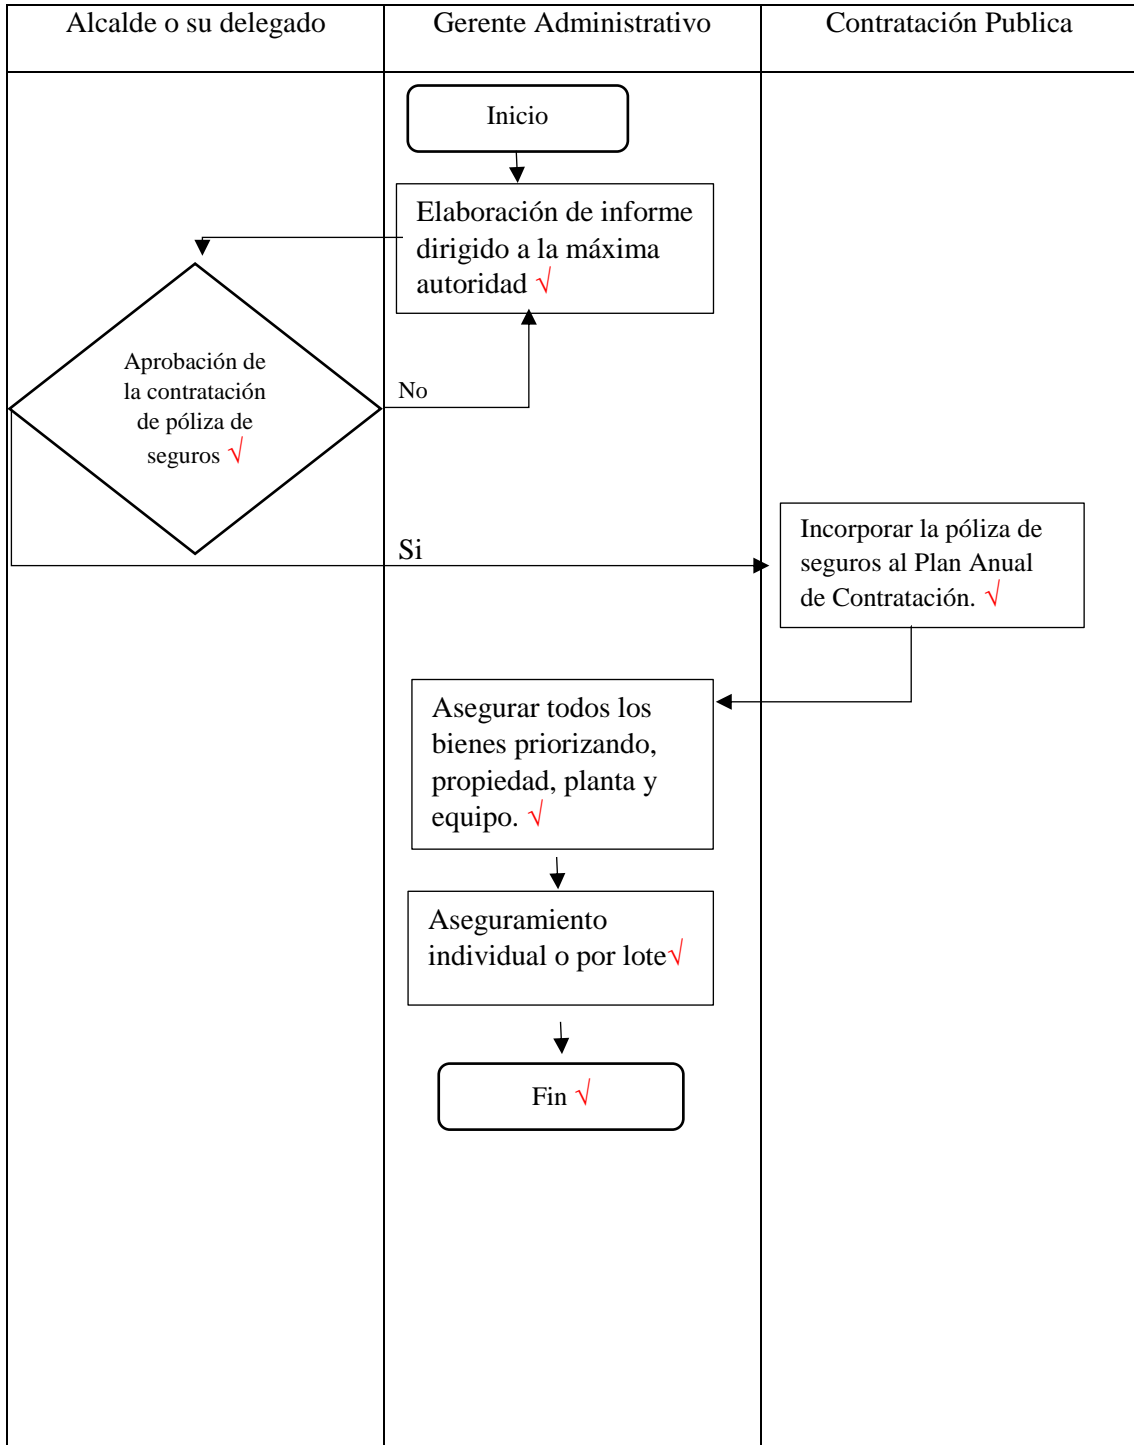 Alcalde o su delegado
Gerente Administrativo
Contratación Publica
Inicio
Elaboración de informe
dirigido a la máxima
autoridad √
Aprobación de
la contratación
de póliza de
seguros √
No
Si
Incorporar la póliza de
seguros al Plan Anual
de Contratación. √
Asegurar todos los
bienes priorizando,
propiedad, planta y
equipo. √
Aseguramiento
individual o por lote√
Fin √